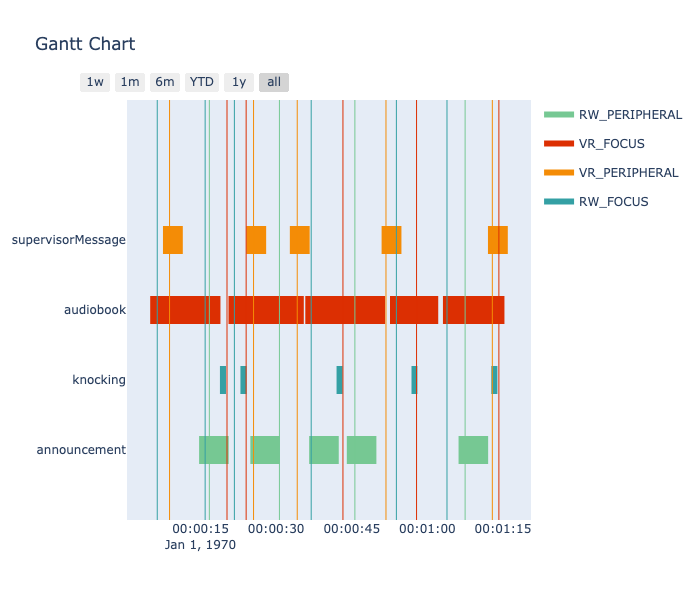 Gantt Chart
1w 1m 6m YTD 1y all
RW_PERIPHERAL
VR_FOCUS
VR_PERIPHERAL
RW_FOCUS
supervisorMessage
audiobook
knocking
announcement
00:00:15 00:00:30 00:00:45 00:01:00 00:01:15
Jan 1, 1970